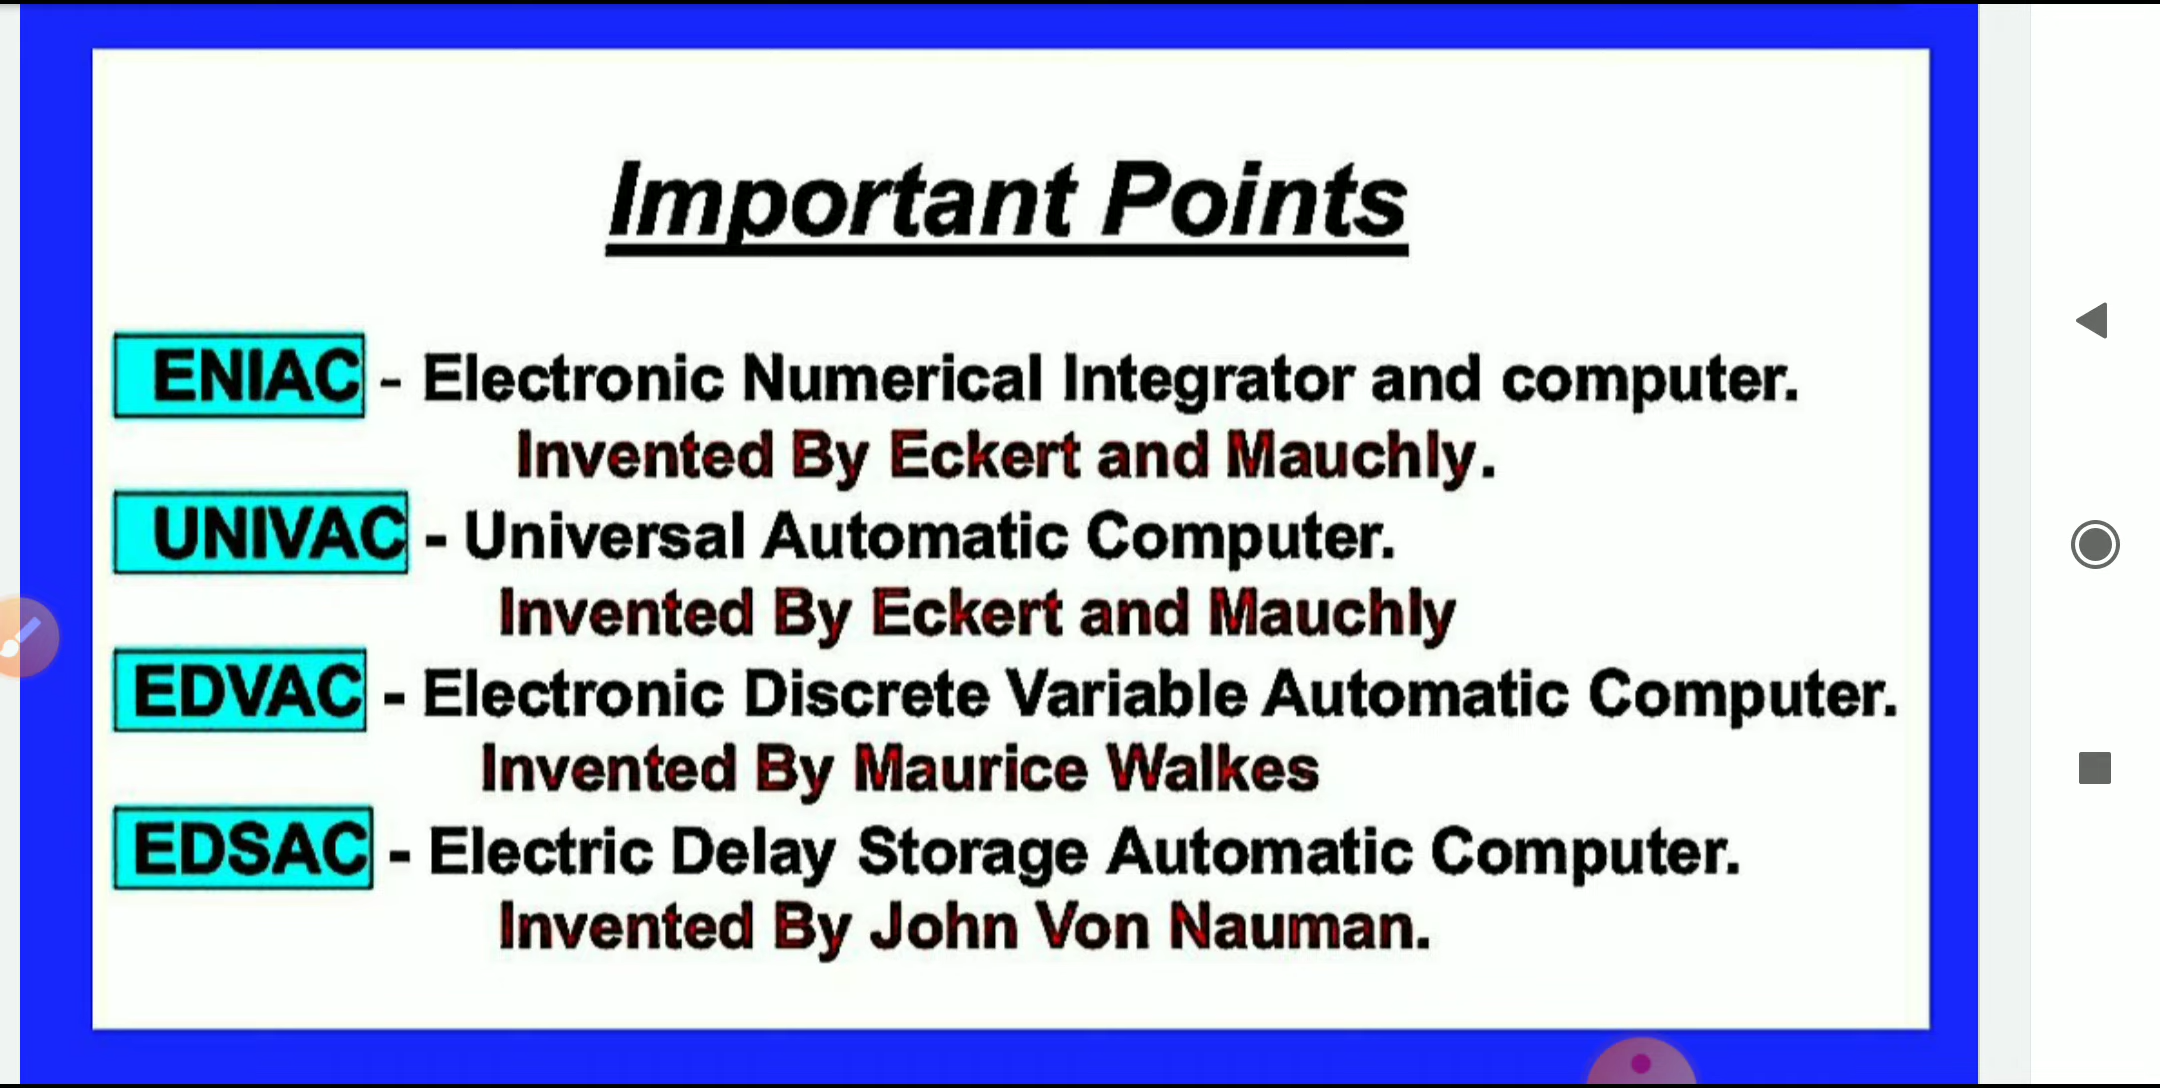 Important Points
ENIAC - Electronic Numerical Integrator and computer.
Invented By Eckert and Mauchly.
UNIVAC - Universal Automatic Computer.
Invented By Eckert and Mauchly
EDVAC - Electronic Discrete Variable Automatic Computer.
Invented By Maurice Walkes
EDSAC - Electric Delay Storage Automatic Computer.
Invented By John Von Nauman.